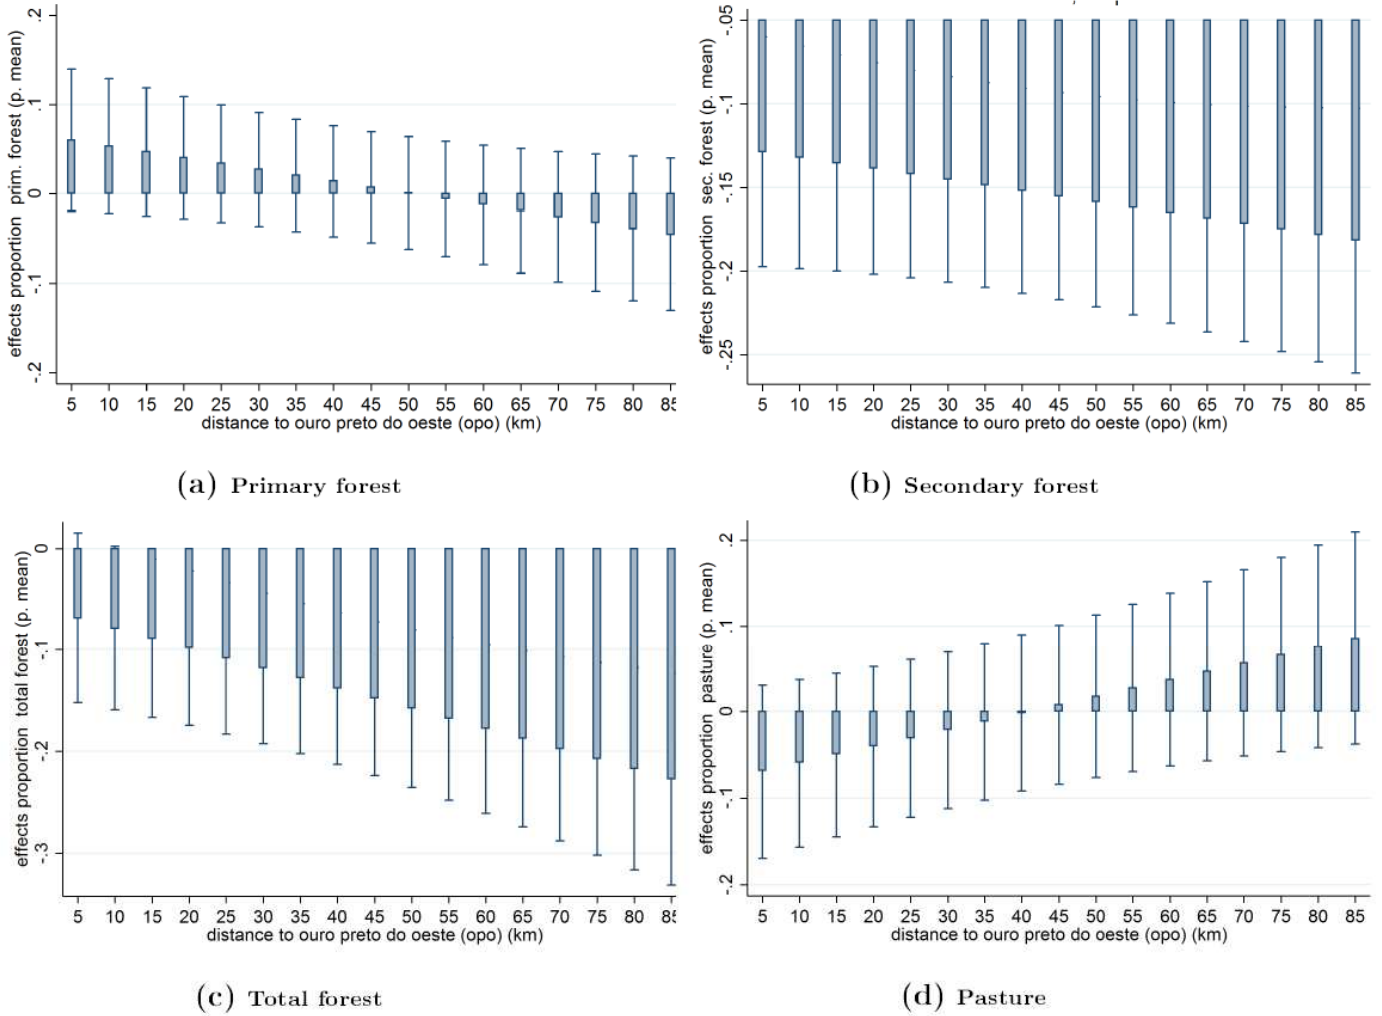 effects proportion prim. forest (p. mean)
.2
.1
0
-.1
-.2
5 10 15 20 25 30 35 40 45 50 55 60 65 70 75 80 85
distance to ouro preto do oeste (opo) (km)
(a) Primary forest
effects proportion sec. forest (p. mean)
-.05
-.1
-.15
-.2
-.25
5 10 15 20 25 30 35 40 45 50 55 60 65 70 75 80 85
distance to ouro preto do oeste (opo) (km)
(b) Secondary forest
effects proportion total forest (p. mean)
0
-.1
-.2
-.3
5 10 15 20 25 30 35 40 45 50 55 60 65 70 75 80 85
distance to ouro preto do oeste (opo) (km)
(c) Total forest
effects proportion pasture (p. mean)
.2
.1
0
-.1
-.2
5 10 15 20 25 30 35 40 45 50 55 60 65 70 75 80 85
distance to ouro preto do oeste (opo) (km)
(d) Pasture